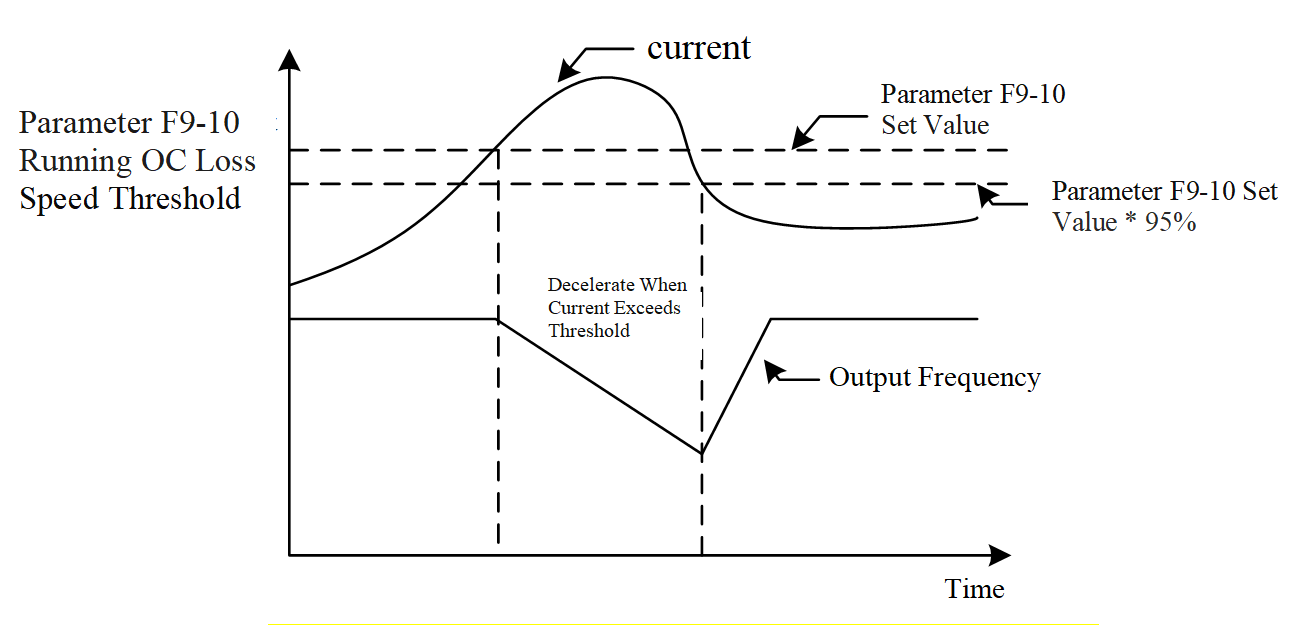 current
Parameter F9-10
Set Value
Parameter F9-10
Running OC Loss
Speed Threshold
Parameter F9-10 Set
Value * 95%
Decelerate When
Current Exceeds
Threshold
Output Frequency
Time